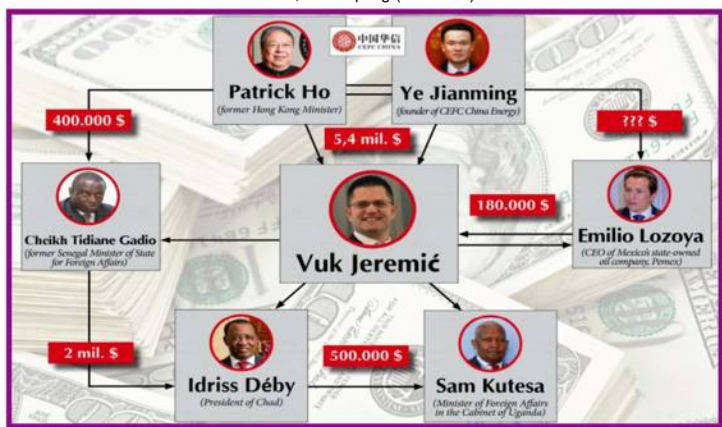 中国华信
CEFC CHINA
Patrick Ho
(former Hong Kong Minister)
Ye Jianming
(founder of CEFC China Energy)
400.000 $
5,4 mil. $
??? $
Cheikh Tidiane Gadio
(former Senegal Minister of State
for Foreign Affairs)
Vuk Jeremić
180.000 $
Emilio Lozoya
(CEO of Mexico's state-owned
oil company, Pemex)
2 mil. $
Idriss Déby
(President of Chad)
500.000 $
Sam Kutesa
(Minister of Foreign Affairs
in the Cabinet of Uganda)